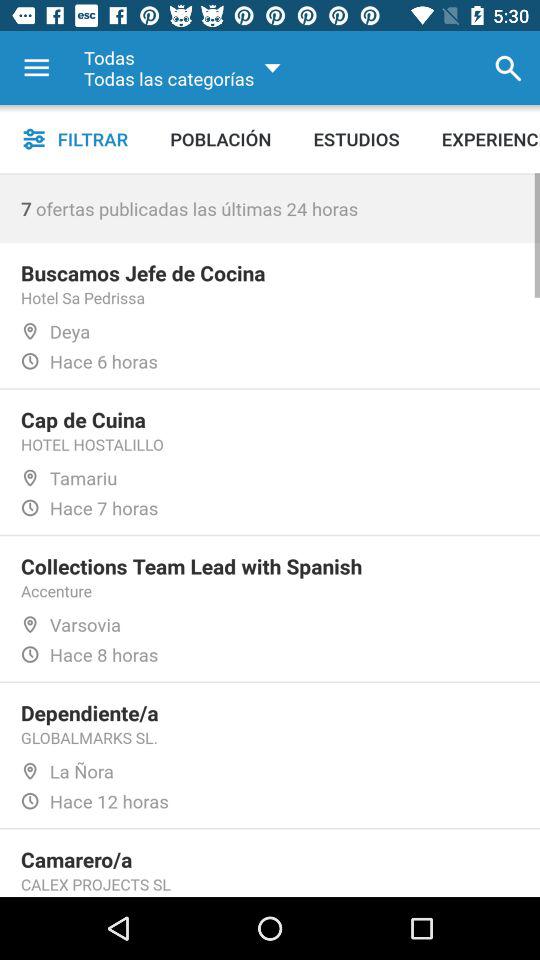 esc
5:30
Todas
Todas las categorías
FILTRAR POBLACIÓN ESTUDIOS EXPERIENC
7 ofertas publicadas las últimas 24 horas
Buscamos Jefe de Cocina
Hotel Sa Pedrissa
Deya
Hace 6 horas
Cap de Cuina
HOTEL HOSTALILLO
Tamariu
Hace 7 horas
Collections Team Lead with Spanish
Accenture
Varsovia
Hace 8 horas
Dependiente/a
GLOBALMARKS SL.
La Ñora
Hace 12 horas
Camarero/a
CALEX PROJECTS SL